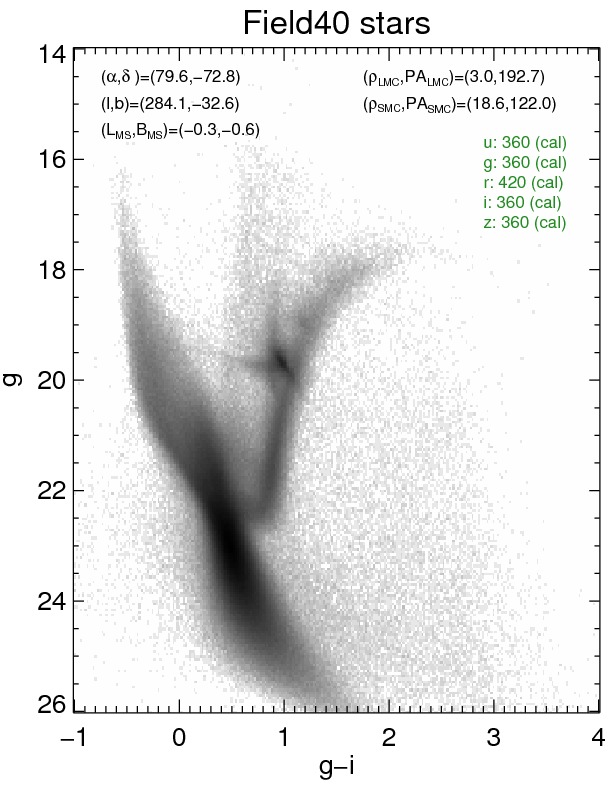 Field40 stars
(α,δ )=(79.6,−72.8)
(ρLMC,PALMC)=(3.0,192.7)
(l,b)=(284.1,−32.6)
(ρSMC,PASMC)=(18.6,122.0)
(LMS,BMS)=(−0.3,−0.6)
u: 360 (cal)
g: 360 (cal)
r: 420 (cal)
i: 360 (cal)
z: 360 (cal)
14
16
18
20
22
24
26
g
−1 0 1 2 3 4
g−i